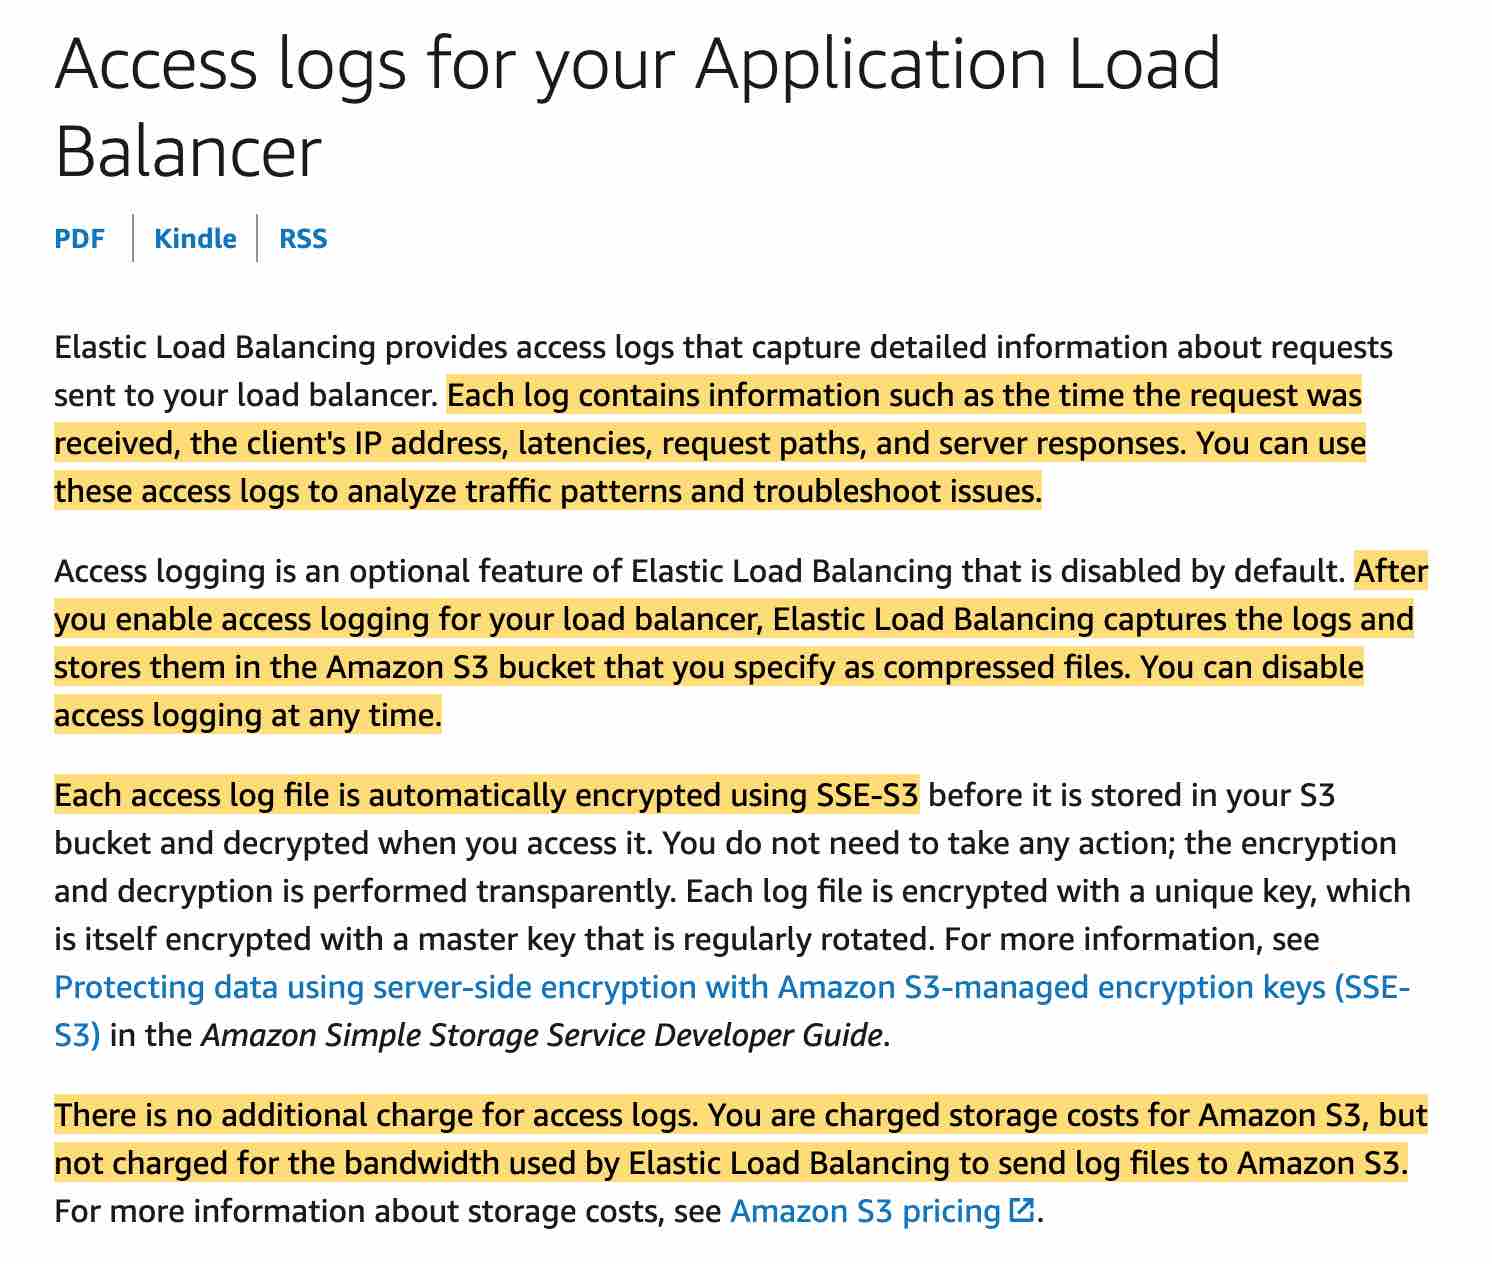 Access logs for your Application Load
Balancer
PDF | Kindle | RSS
Elastic Load Balancing provides access logs that capture detailed information about requests
sent to your load balancer. Each log contains information such as the time the request was
received, the client's IP address, latencies, request paths, and server responses. You can use
these access logs to analyze traffic patterns and troubleshoot issues.
Access logging is an optional feature of Elastic Load Balancing that is disabled by default. After
you enable access logging for your load balancer, Elastic Load Balancing captures the logs and
stores them in the Amazon S3 bucket that you specify as compressed files. You can disable
access logging at any time.
Each access log file is automatically encrypted using SSE-S3 before it is stored in your S3
bucket and decrypted when you access it. You do not need to take any action; the encryption
and decryption is performed transparently. Each log file is encrypted with a unique key, which
is itself encrypted with a master key that is regularly rotated. For more information, see
Protecting data using server-side encryption with Amazon S3-managed encryption keys (SSE-
S3) in the Amazon Simple Storage Service Developer Guide.
There is no additional charge for access logs. You are charged storage costs for Amazon S3, but
not charged for the bandwidth used by Elastic Load Balancing to send log files to Amazon S3.
For more information about storage costs, see Amazon S3 pricing.